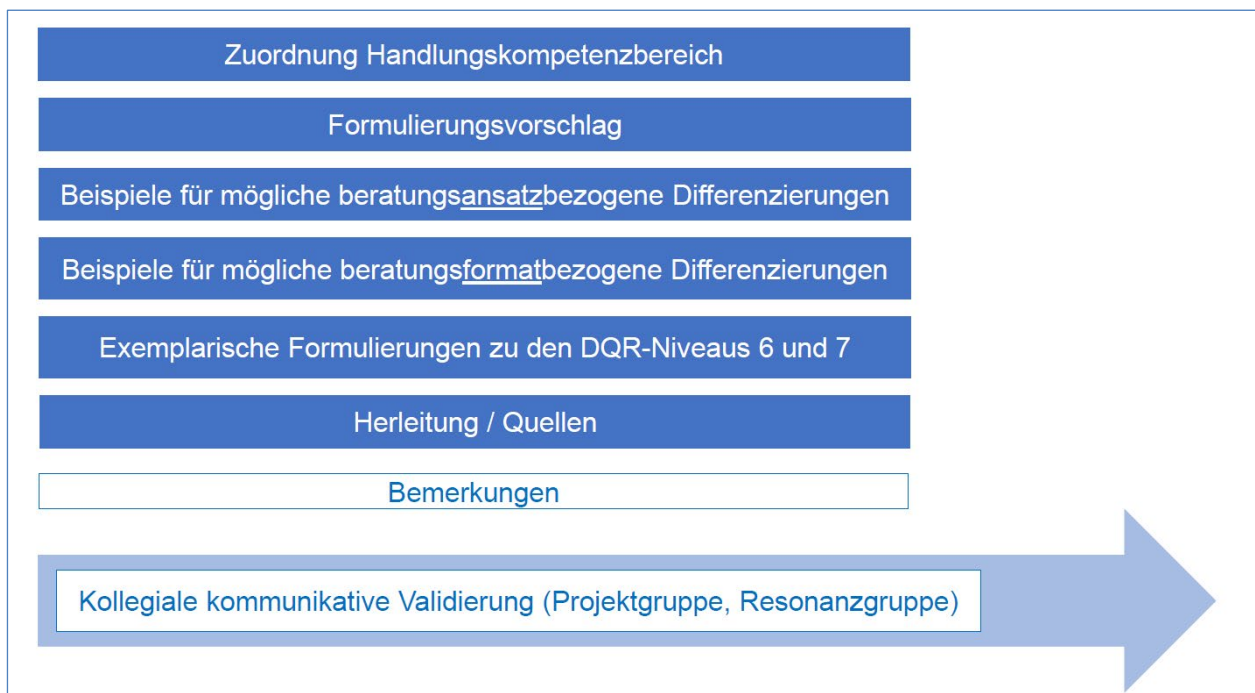 Zuordnung Handlungskompetenzbereich
Formulierungsvorschlag
Beispiele für mögliche beratungsansatzbezogene Differenzierungen
Beispiele für mögliche beratungsformatbezogene Differenzierungen
Exemplarische Formulierungen zu den DQR-Niveaus 6 und 7
Herleitung / Quellen
Bemerkungen
Kollegiale kommunikative Validierung (Projektgruppe, Resonanzgruppe)